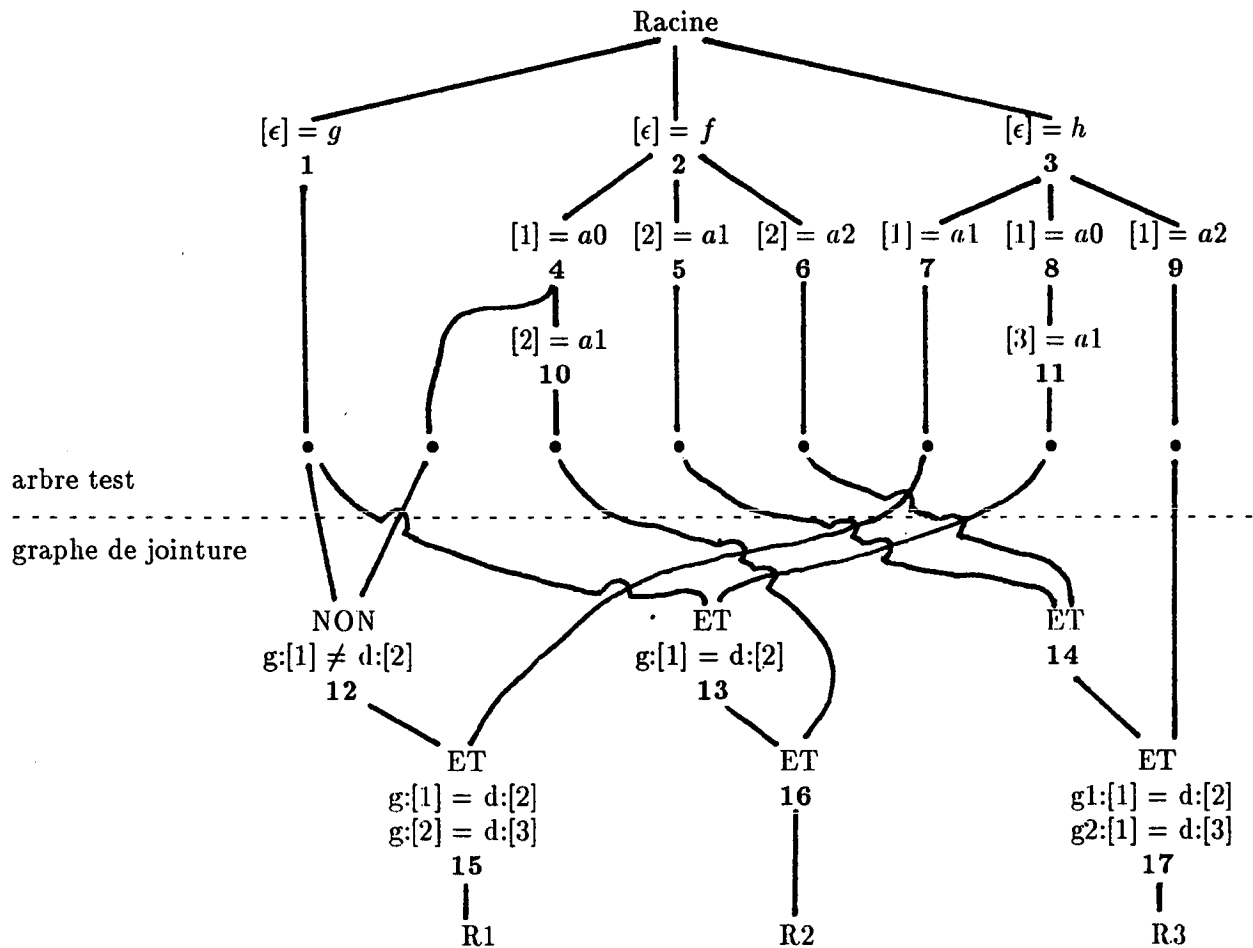 Racine
[ϵ] = g [ϵ] = f [ϵ] = h
1 2 3
[1] = a0 [2] = a1 [2] = a2 [1] = a1 [1] = a0 [1] = a2
4 5 6 7 8 9
[2] = a1 [3] = a1
10 11
arbre test
graphe de jointure
NON ET ET
g:[1] ≠ d:[2] g:[1] = d:[2] 14
12 13
ET ET ET
g:[1] = d:[2] 16 g1:[1] = d:[2]
g:[2] = d:[3] g2:[1] = d:[3]
15 17
R1 R2 R3